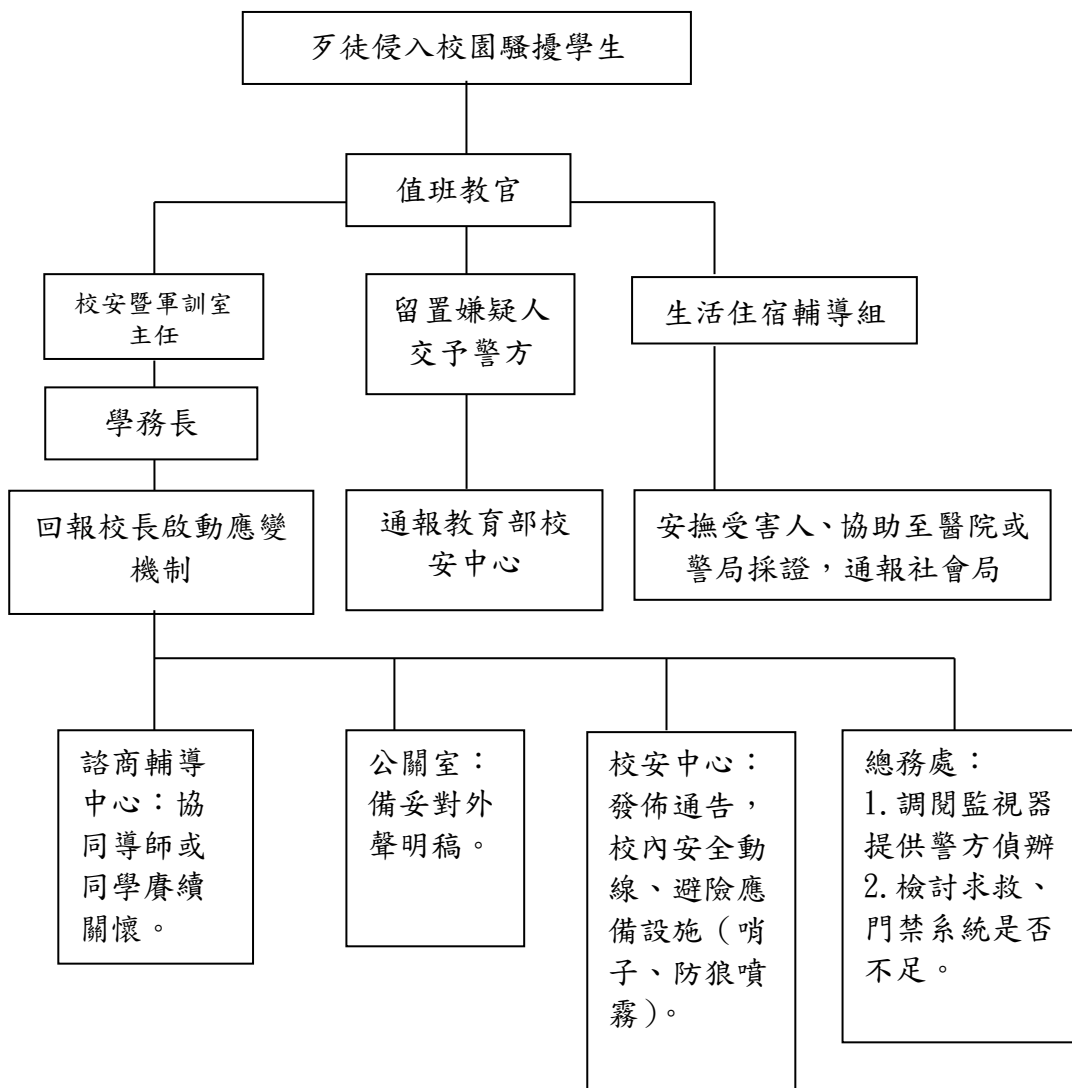 歹徒侵入校園騷擾學生
值班教官
校安暨軍訓室
主任
留置嫌疑人
交予警方
生活住宿輔導組
學務長
回報校長啟動應變
機制
通報教育部校
安中心
安撫受害人、協助至醫院或
警局採證，通報社會局
諮商輔導
中心：協
同導師或
同學賡續
關懷。
公關室：
備妥對外
聲明稿。
校安中心：
發佈通告，
校內安全動
線、避險應
備設施（哨
子、防狼噴
霧）。
總務處：
1.調閱監視器
提供警方偵辦
2.檢討求救、
門禁系統是否
不足。